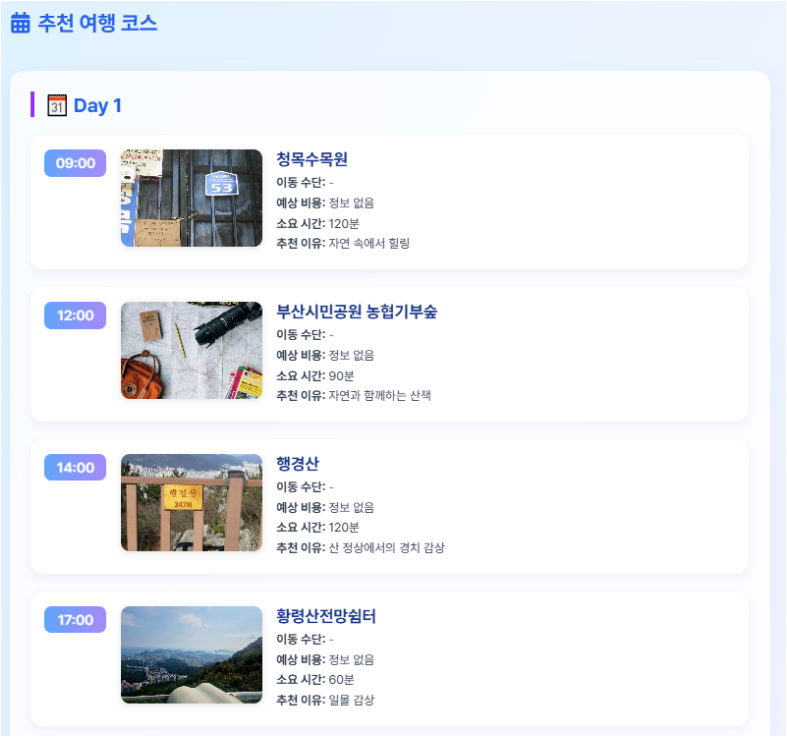 추천 여행 코스
31 Day 1
09:00
53
청목수목원
이동 수단: -
예상 비용: 정보 없음
소요 시간: 120분
추천 이유: 자연 속에서 힐링
12:00
부산시민공원 농협기부숲
이동 수단: -
예상 비용: 정보 없음
소요 시간: 90분
추천 이유: 자연과 함께하는 산책
14:00
행경산
347M
행경산
이동 수단: -
예상 비용: 정보 없음
소요 시간: 120분
추천 이유: 산 정상에서의 경치 감상
17:00
황령산전망쉼터
이동 수단: -
예상 비용: 정보 없음
소요 시간: 60분
추천 이유: 일몰 감상